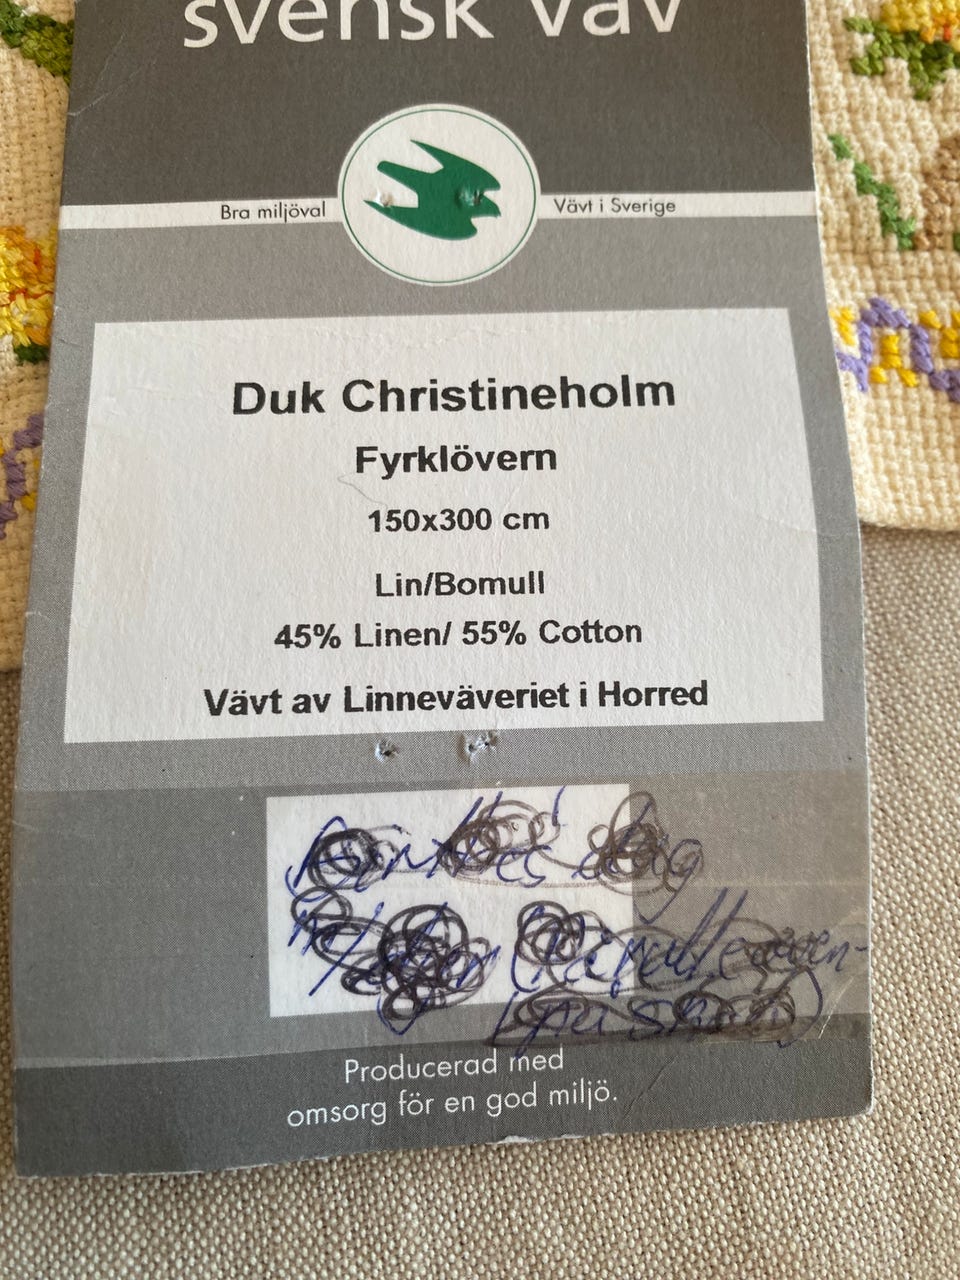 svensk väv
Bra miljöval
Vävt i Sverige
Duk Christineholm
Fyrklövern
150x300 cm
Lin/Bomull
45% Linen/ 55% Cotton
Vävt av Linneväveriet i Horred
Producerad med
omsorg för en god miljö.